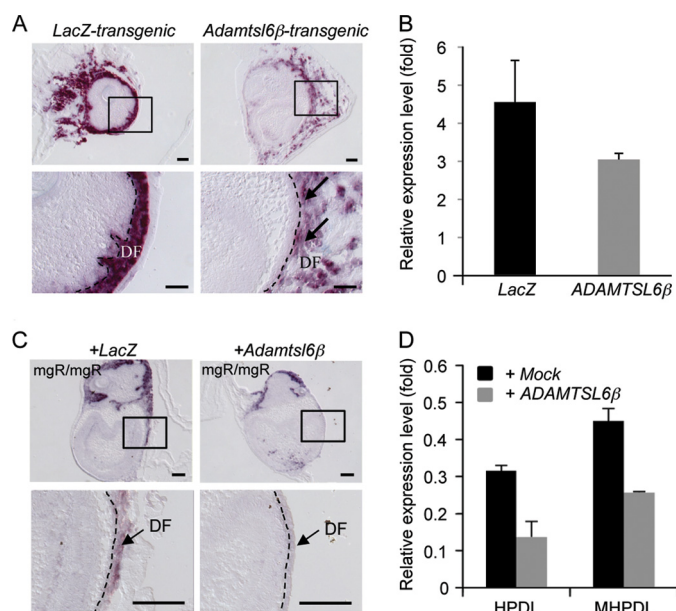 A
LacZ-transgenic
Adamtsl6β-transgenic
DF
DF
B
Relative expression level (fold)
6
5
4
3
2
1
0
LacZ
ADAMTSL6β
C
+LacZ
+Adamtsl6β
mgR/mgR
mgR/mgR
DF
DF
D
Relative expression level (fold)
+ Mock
+ ADAMTSL6β
0.6
0.5
0.4
0.3
0.2
0.1
0
HPDL
MHPDL